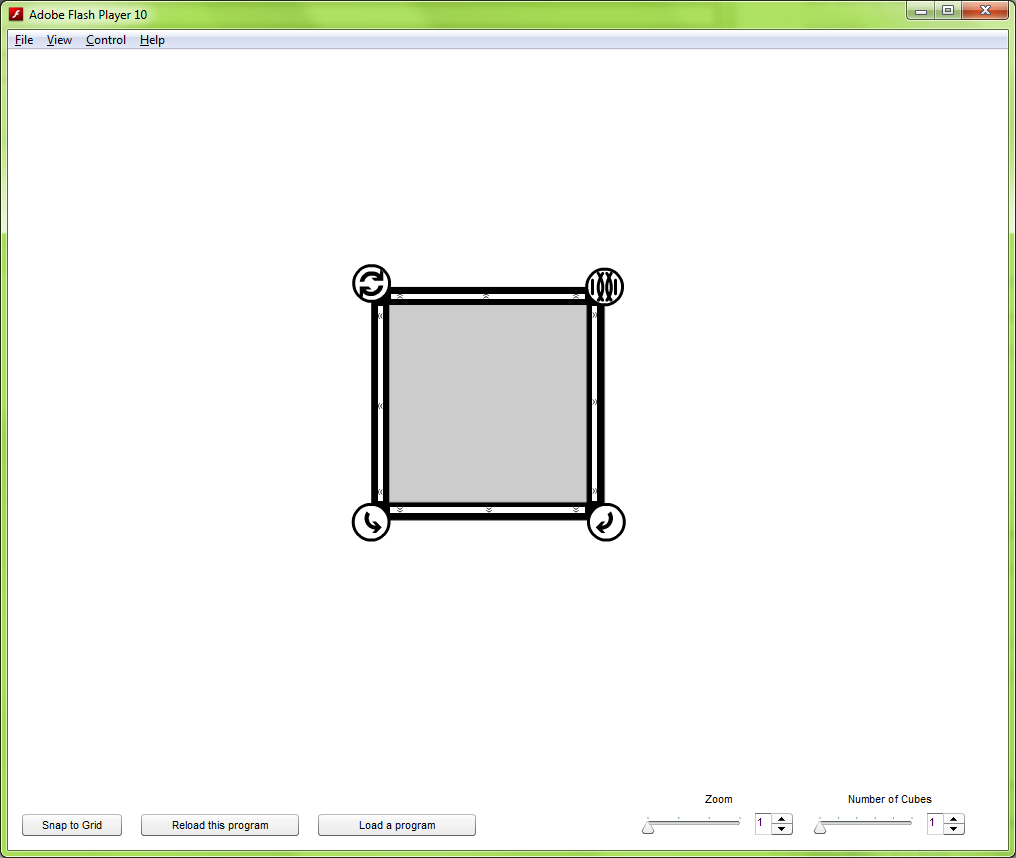 Adobe Flash Player 10
File View Control Help
Zoom
Number of Cubes
Snap to Grid
Reload this program
Load a program
1
1